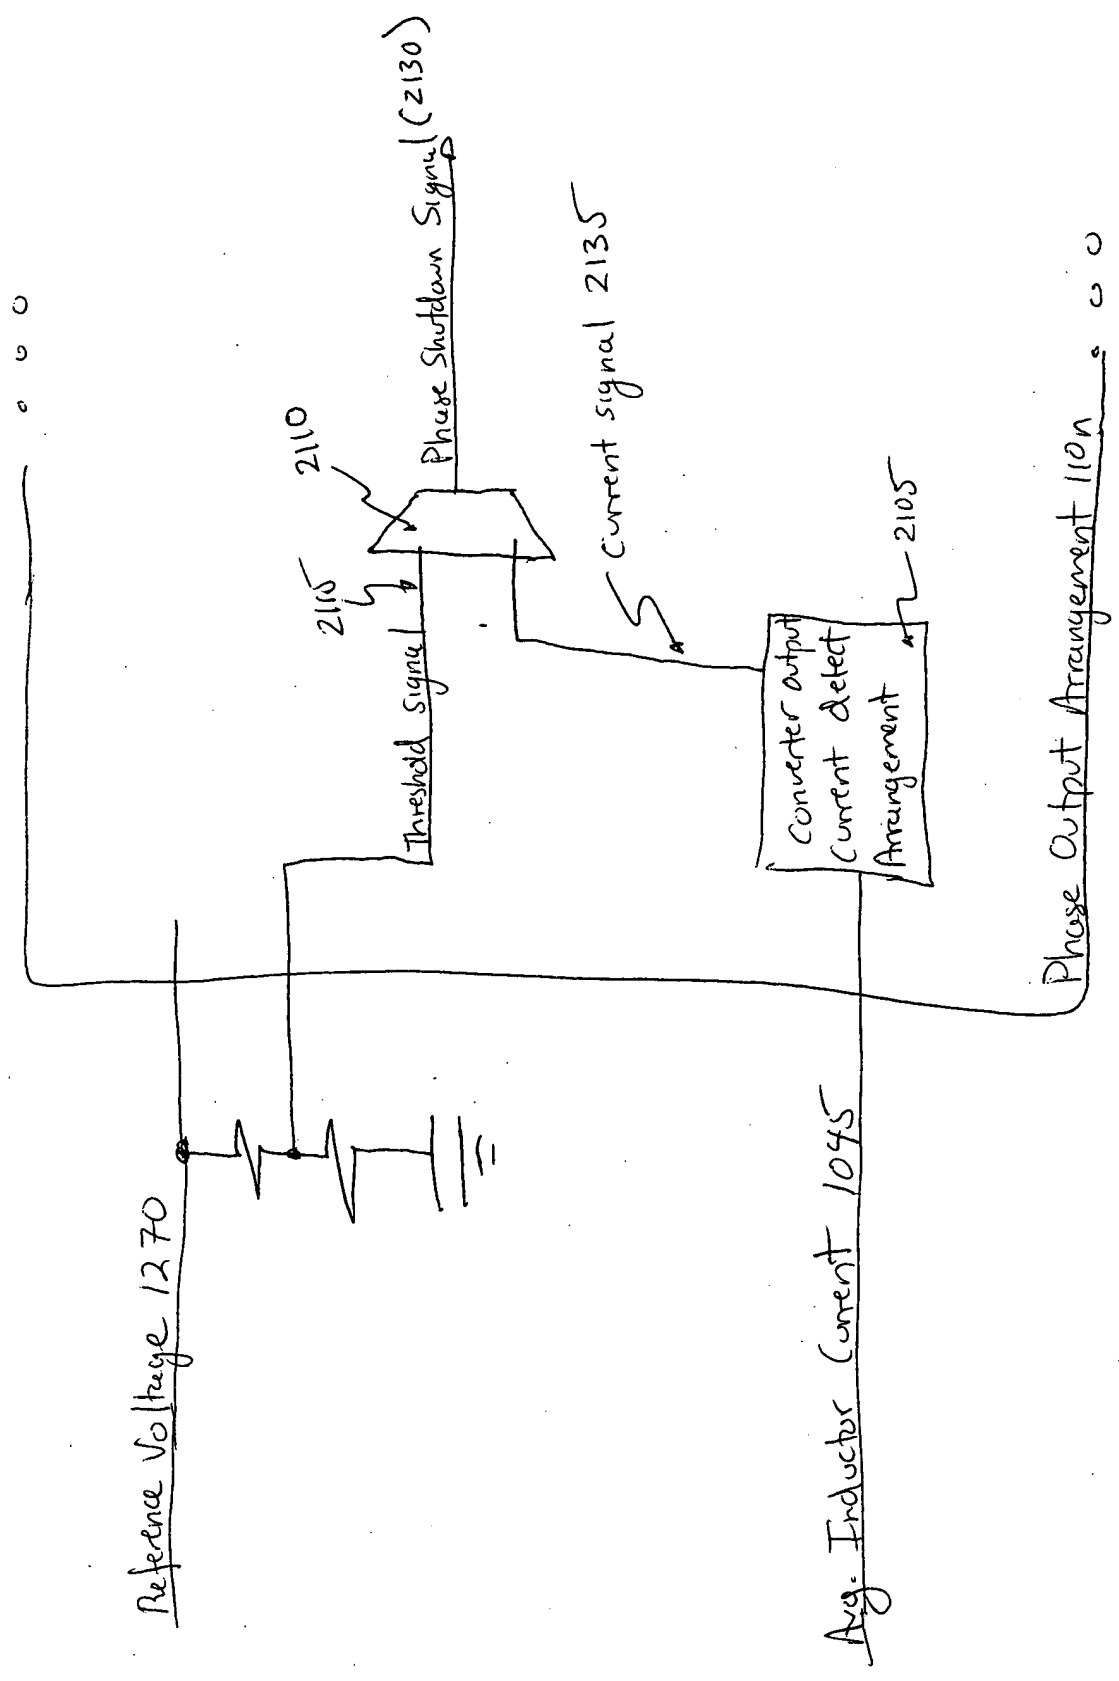 Reference Voltage 1270
Threshold signal
2115
2110
Phase Shutdown Signal (2130)
Current signal 2135
Converter output
Current detect
Arrangement
2105
Avg. Inductor Current 1045
Phase Output Arrangement 110n